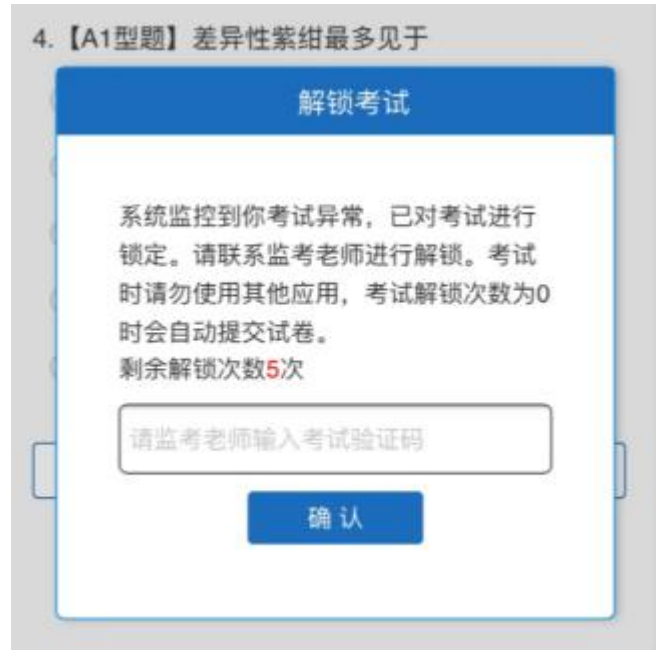 4.【A1型题】差异性紫绀最多见于
解锁考试
系统监控到你考试异常，已对考试进行
锁定。请联系监考老师进行解锁。考试
时请勿使用其他应用，考试解锁次数为0
时会自动提交试卷。
剩余解锁次数5次
请监考老师输入考试验证码
确 认